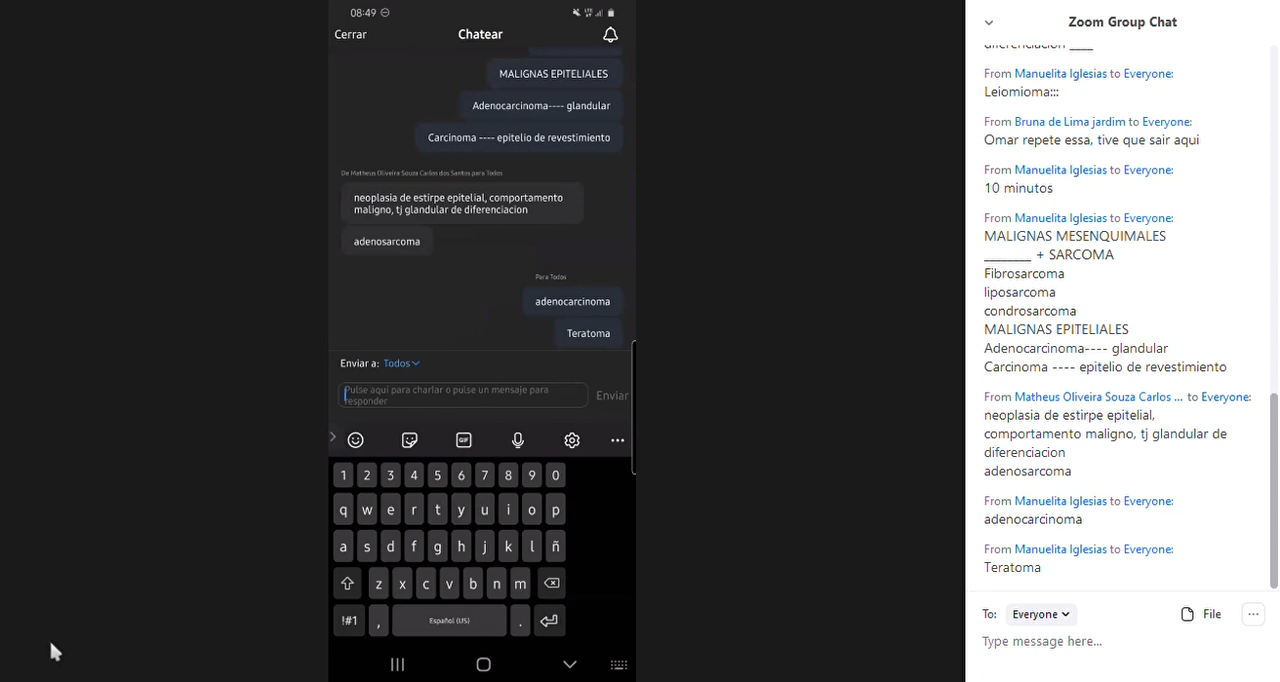 08:49
LTE
Cerrar
Chatear
MALIGNAS EPITELIALES
Adenocarcinoma---- glandular
Carcinoma ---- epitelio de revestimiento
De Matheus Oliveira Souza Carlos dos Santos para Todos
neoplasia de estirpe epitelial, comportamento
maligno, tj glandular de diferenciacion
adenosarcoma
Para Todos
adenocarcinoma
Teratoma
Enviar a: Todos
Pulse aquí para charlar o pulse un mensaje para
responder
Enviar
GIF
1 2 3 4 5 6 7 8 9 0
q w e r t y u i o p
a s d f g h j k l ñ
z x c v b n m
!#1 , Español (US) .
Zoom Group Chat
diferenciacion ____
From Manuelita Iglesias to Everyone:
Leiomioma:::
From Bruna de Lima jardim to Everyone:
Omar repete essa, tive que sair aqui
From Manuelita Iglesias to Everyone:
10 minutos
From Manuelita Iglesias to Everyone:
MALIGNAS MESENQUIMALES
________ + SARCOMA
Fibrosarcoma
liposarcoma
condrosarcoma
MALIGNAS EPITELIALES
Adenocarcinoma---- glandular
Carcinoma ---- epitelio de revestimiento
From Matheus Oliveira Souza Carlos ... to Everyone:
neoplasia de estirpe epitelial,
comportamento maligno, tj glandular de
diferenciacion
adenosarcoma
From Manuelita Iglesias to Everyone:
adenocarcinoma
From Manuelita Iglesias to Everyone:
Teratoma
To: Everyone
File
...
Type message here...